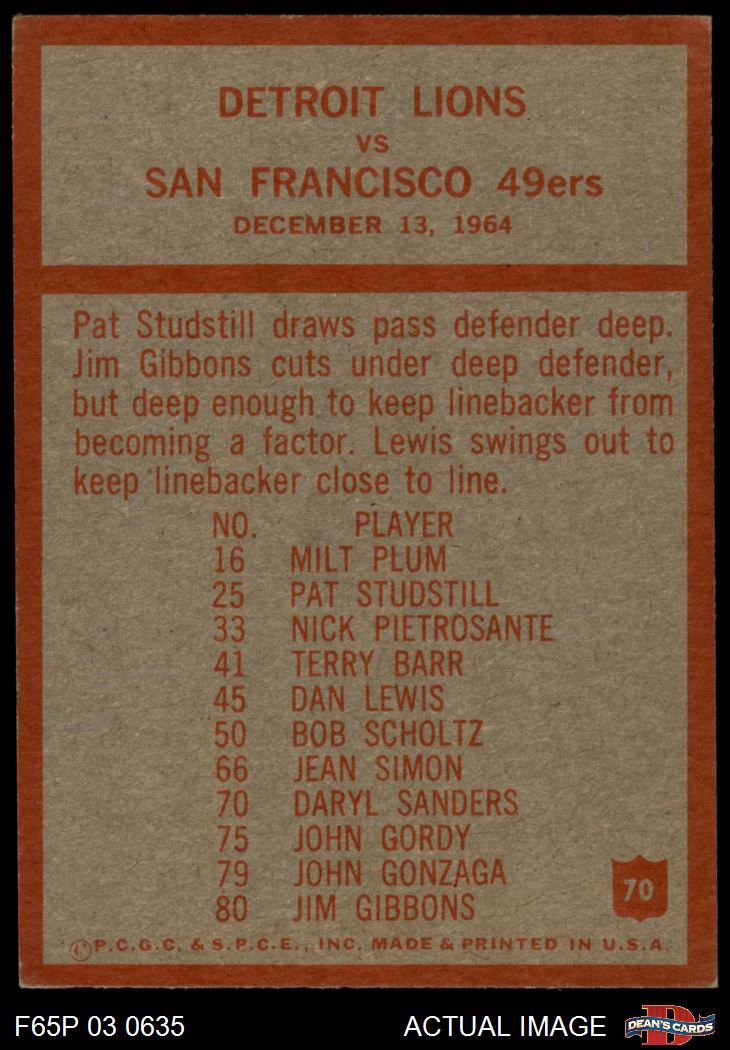 DETROIT LIONS
VS
SAN FRANCISCO 49ers
DECEMBER 13, 1964
Pat Studstill draws pass defender deep.
Jim Gibbons cuts under deep defender,
but deep enough to keep linebacker from
becoming a factor. Lewis swings out to
keep linebacker close to line.
NO. PLAYER
16 MILT PLUM
25 PAT STUDSTILL
33 NICK PIETROSANTE
41 TERRY BARR
45 DAN LEWIS
50 BOB SCHOLTZ
66 JEAN SIMON
70 DARYL SANDERS
75 JOHN GORDY
79 JOHN GONZAGA
80 JIM GIBBONS
70
©P.C.G.C. & S.P.C.E., INC. MADE & PRINTED IN U.S.A.
F65P 03 0635
ACTUAL IMAGE
D
DEAN'S CARDS